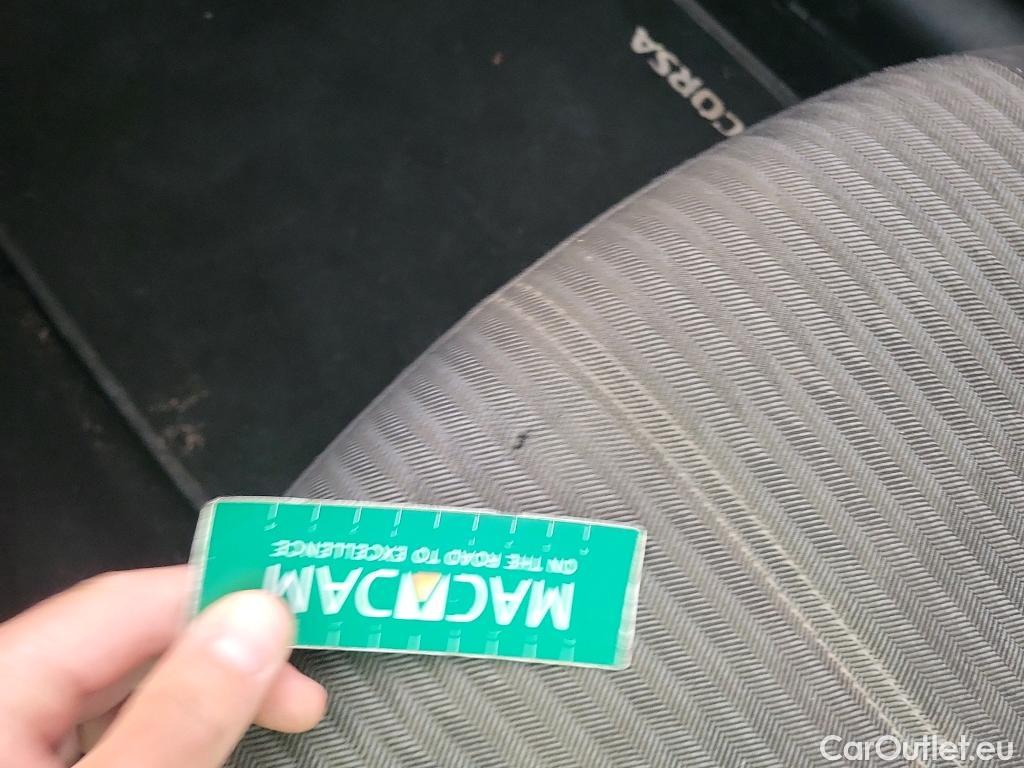 CORSA
MACADAM
ON THE ROAD TO EXCELLENCE
CarOutlet.eu